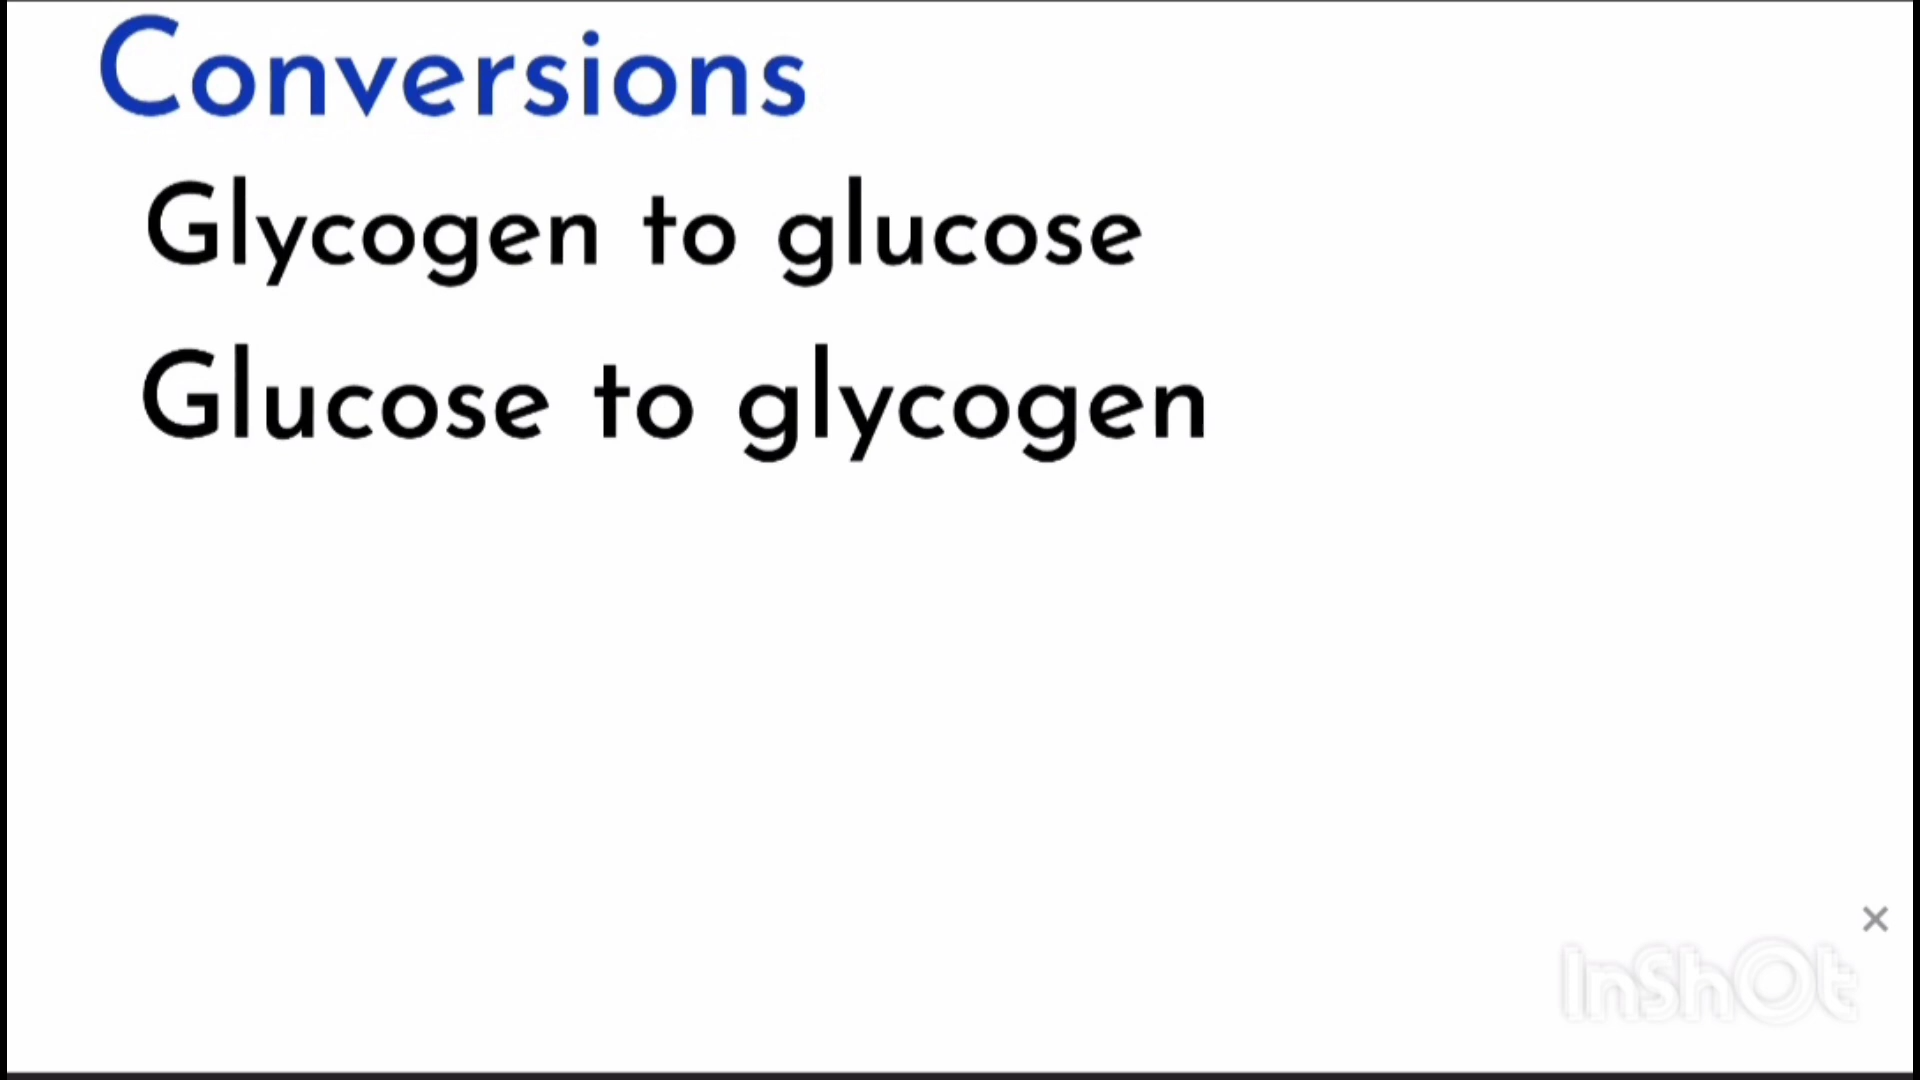 Conversions
Glycogen to glucose
Glucose to glycogen
InShOt